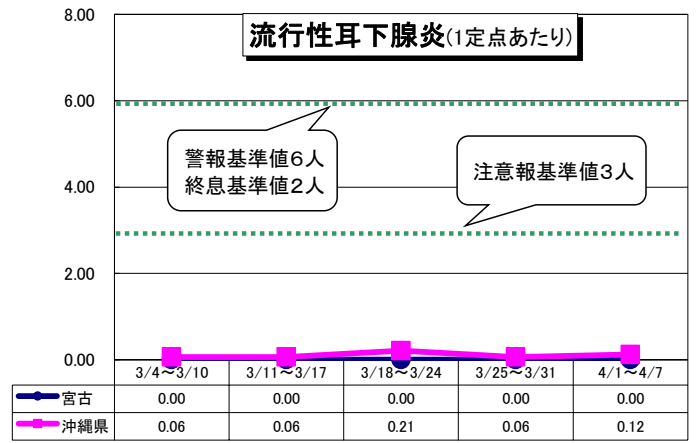 流行性耳下腺炎(1定点あたり)
8.00
6.00
4.00
2.00
0.00
警報基準値6人
終息基準値2人
注意報基準値3人
3/4～3/10 3/11～3/17 3/18～3/24 3/25～3/31 4/1～4/7
宮古 0.00 0.00 0.00 0.00 0.00
沖縄県 0.06 0.06 0.21 0.06 0.12